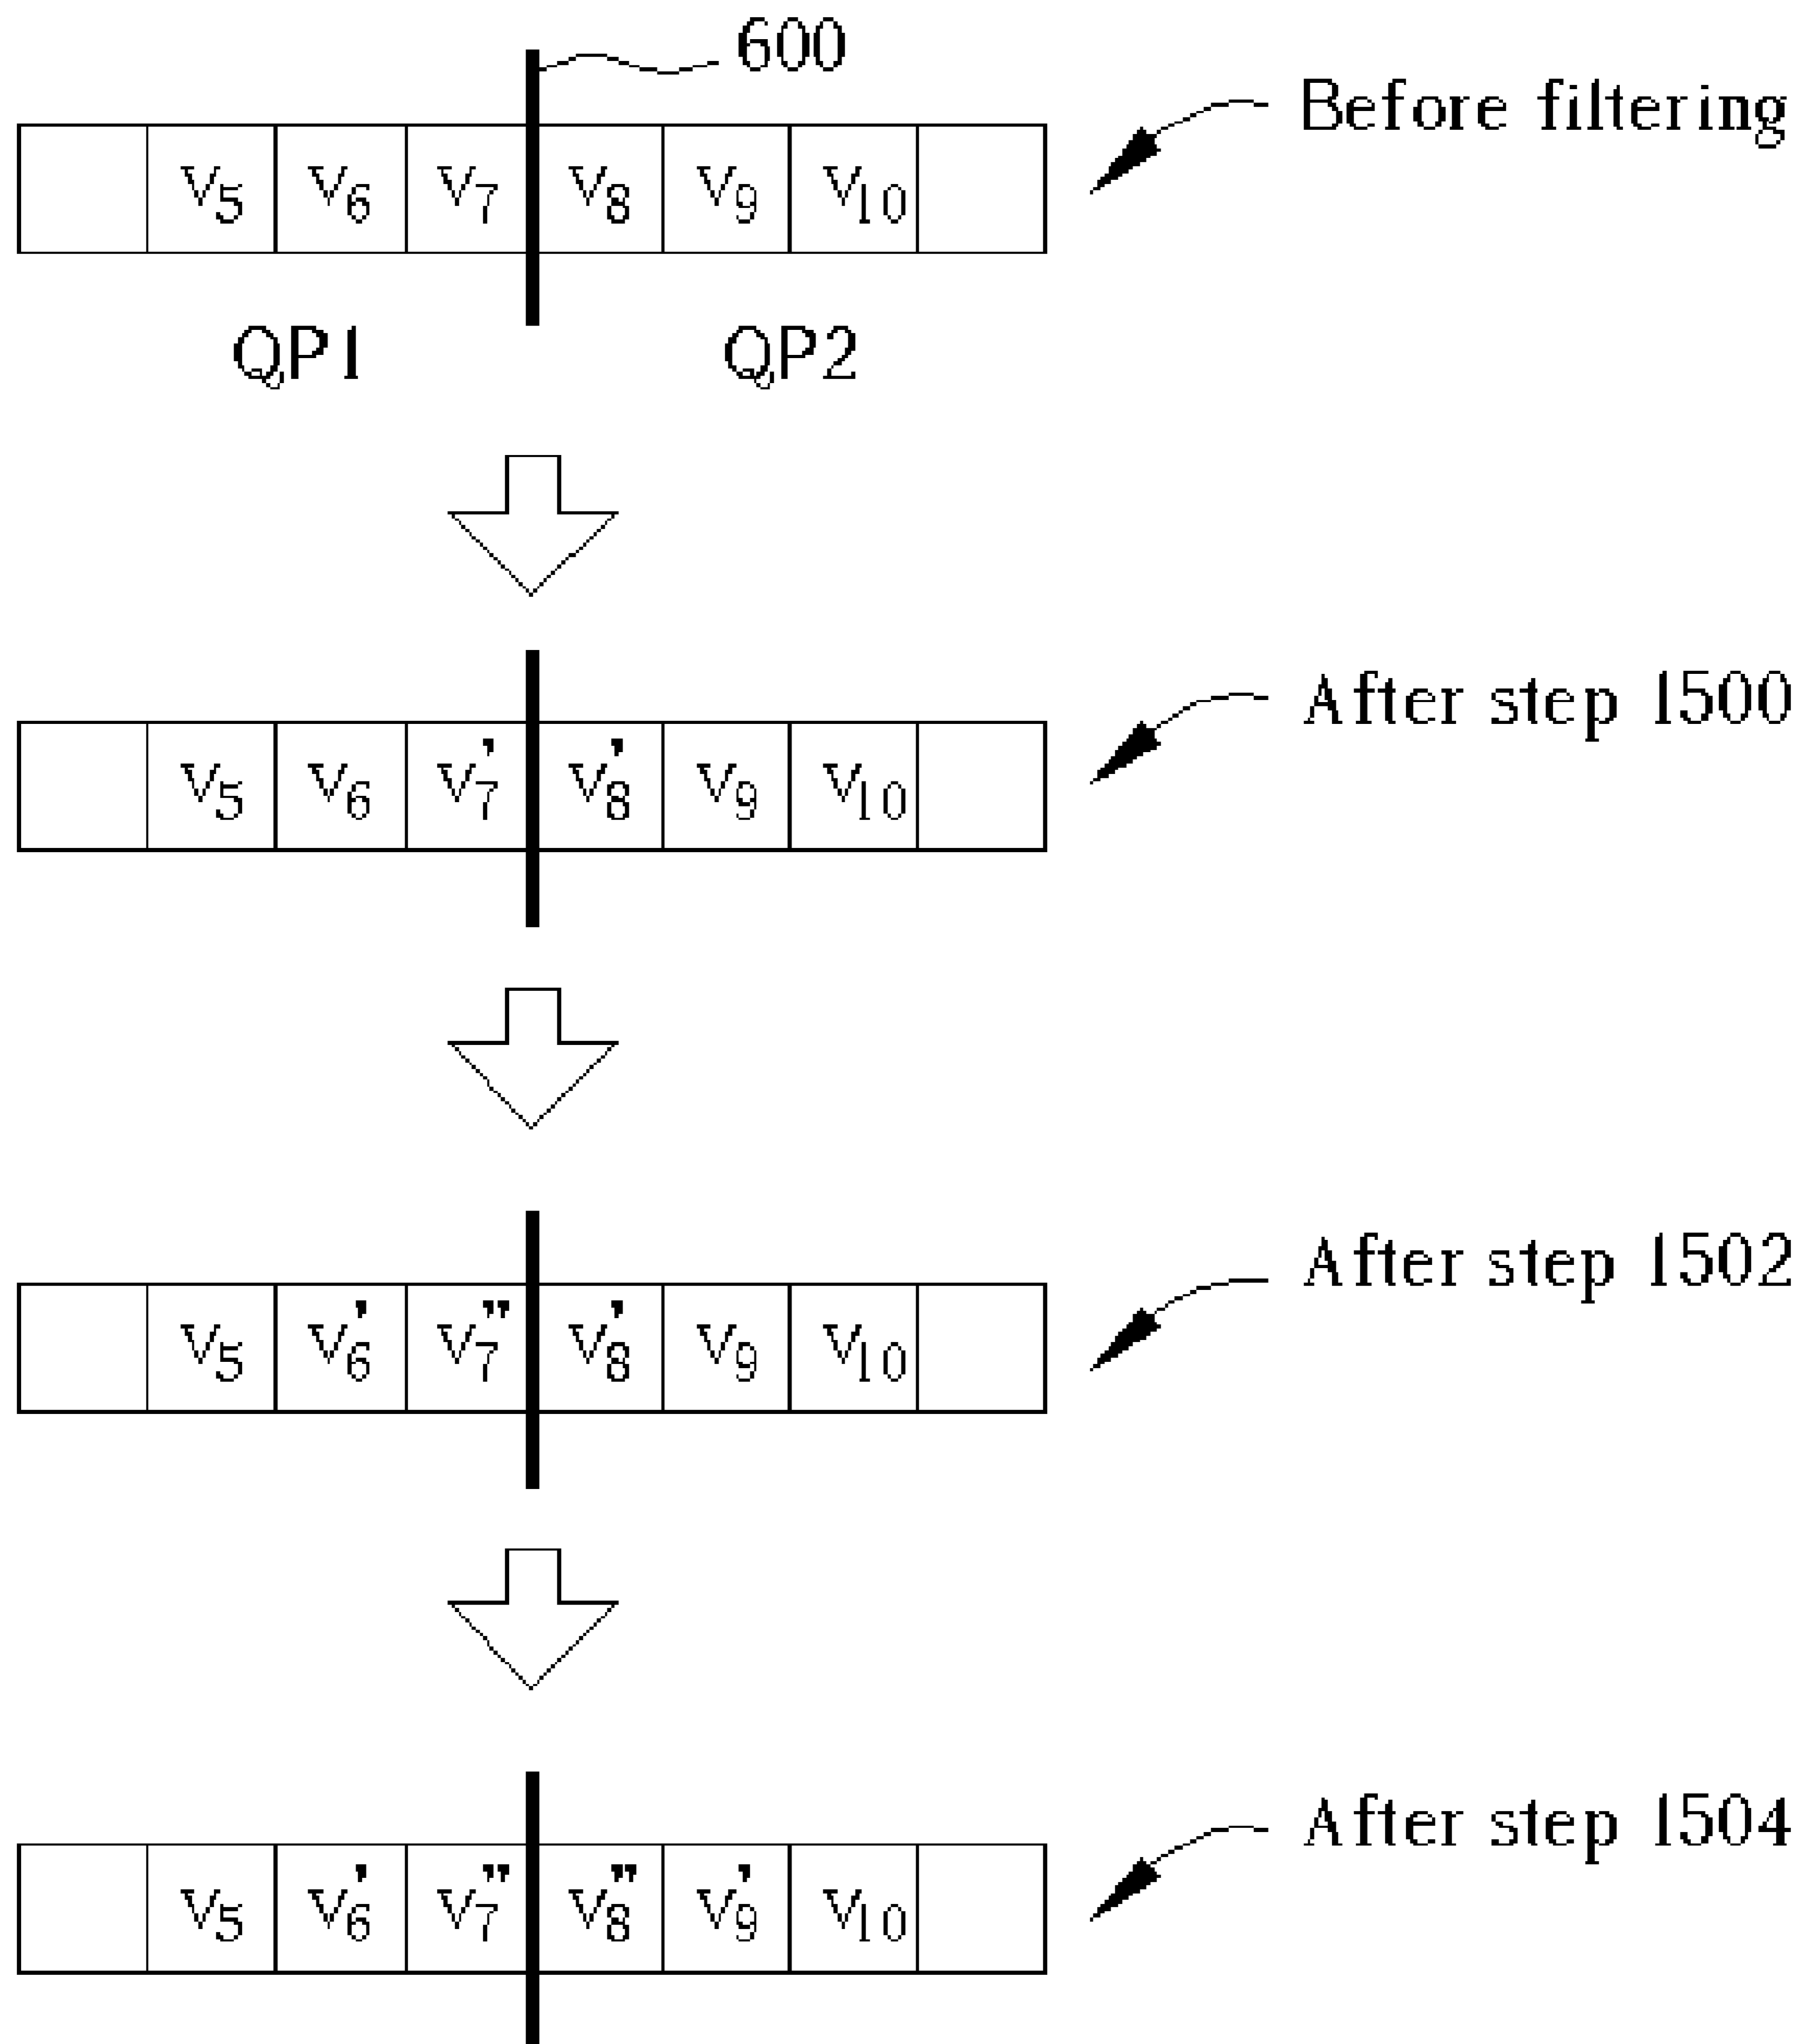 600
Before filtering
V5 V6 V7 V8 V9 V10
QP1 QP2
After step 1500
V5 V6 V7' V8' V9 V10
After step 1502
V5 V6' V7" V8' V9 V10
After step 1504
V5 V6' V7" V8" V9' V10